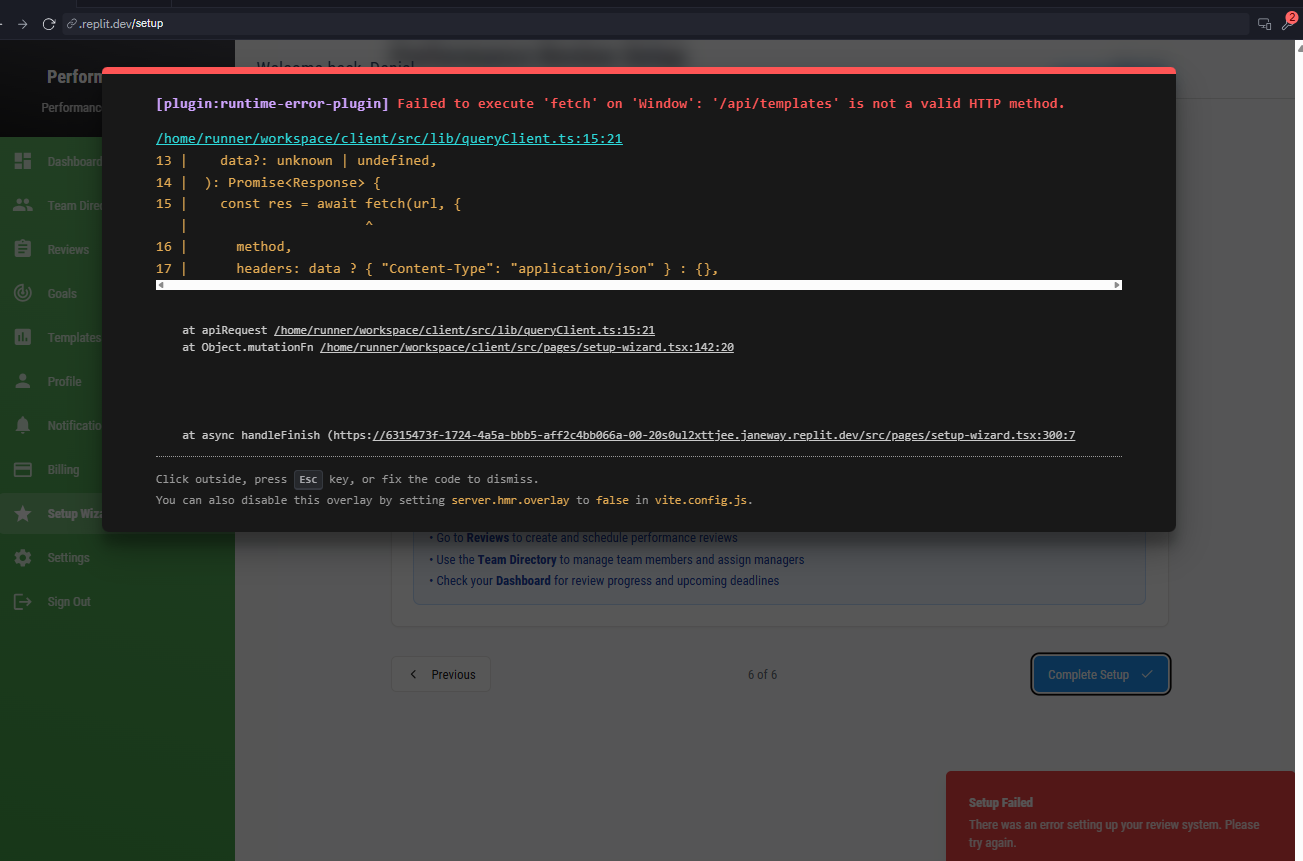 .replit.dev/setup
2
Welcome back, Daniel
Perform
Performanc
[plugin:runtime-error-plugin] Failed to execute 'fetch' on 'Window': '/api/templates' is not a valid HTTP method.
/home/runner/workspace/client/src/lib/queryClient.ts:15:21
13 |    data?: unknown | undefined,
14 |  ): Promise<Response> {
15 |    const res = await fetch(url, {
   |                      ^
16 |      method,
17 |      headers: data ? { "Content-Type": "application/json" } : {},
at apiRequest /home/runner/workspace/client/src/lib/queryClient.ts:15:21
at Object.mutationFn /home/runner/workspace/client/src/pages/setup-wizard.tsx:142:20
at async handleFinish (https://6315473f-1724-4a5a-bbb5-aff2c4bb066a-00-20s0ul2xttjee.janeway.replit.dev/src/pages/setup-wizard.tsx:300:7
Click outside, press Esc key, or fix the code to dismiss.
You can also disable this overlay by setting server.hmr.overlay to false in vite.config.js.
Dashboard
Team Dire
Reviews
Goals
Templates
Profile
Notificatio
Billing
Setup Wiz
Settings
Sign Out
• Go to Reviews to create and schedule performance reviews
• Use the Team Directory to manage team members and assign managers
• Check your Dashboard for review progress and upcoming deadlines
Previous
6 of 6
Complete Setup
Setup Failed
There was an error setting up your review system. Please
try again.